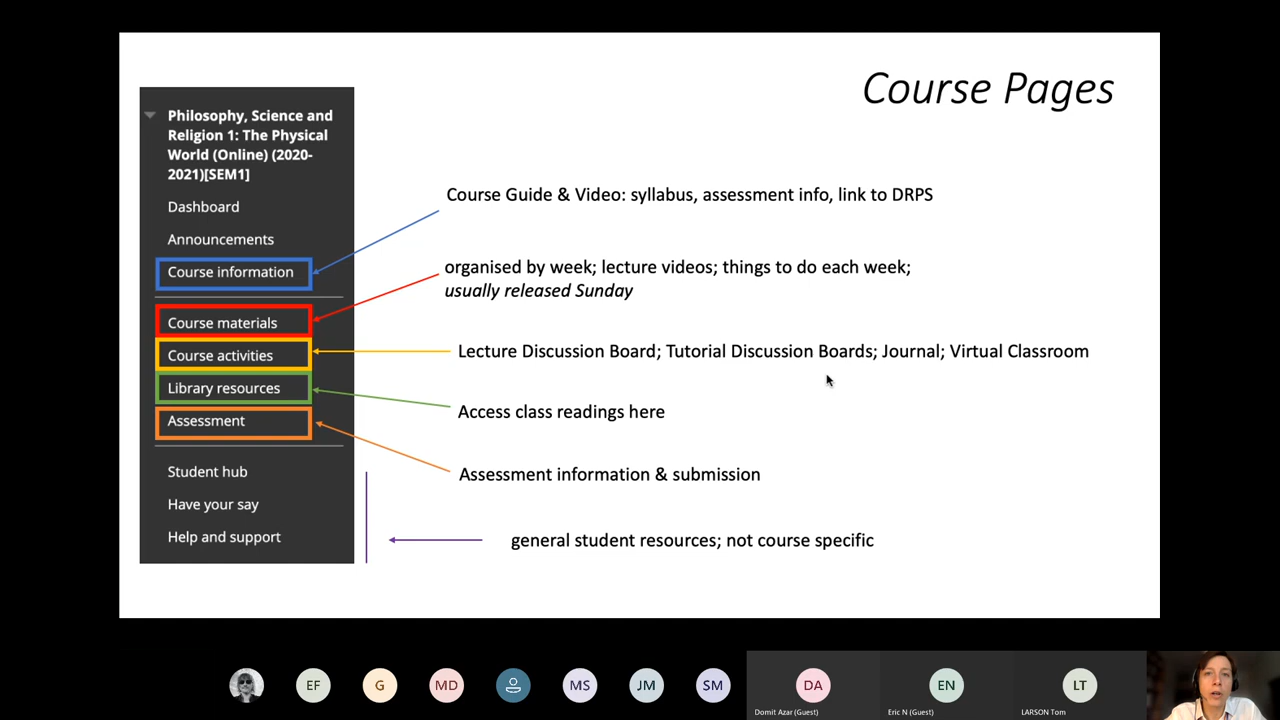 Course Pages
Philosophy, Science and
Religion 1: The Physical
World (Online) (2020-
2021)[SEM1]
Dashboard
Announcements
Course information
Course materials
Course activities
Library resources
Assessment
Student hub
Have your say
Help and support
Course Guide & Video: syllabus, assessment info, link to DRPS
organised by week; lecture videos; things to do each week;
usually released Sunday
Lecture Discussion Board; Tutorial Discussion Boards; Journal; Virtual Classroom
Access class readings here
Assessment information & submission
general student resources; not course specific
EF
G
MD
MS
JM
SM
DA
Domit Azar (Guest)
EN
Eric N (Guest)
LT
LARSON Tom